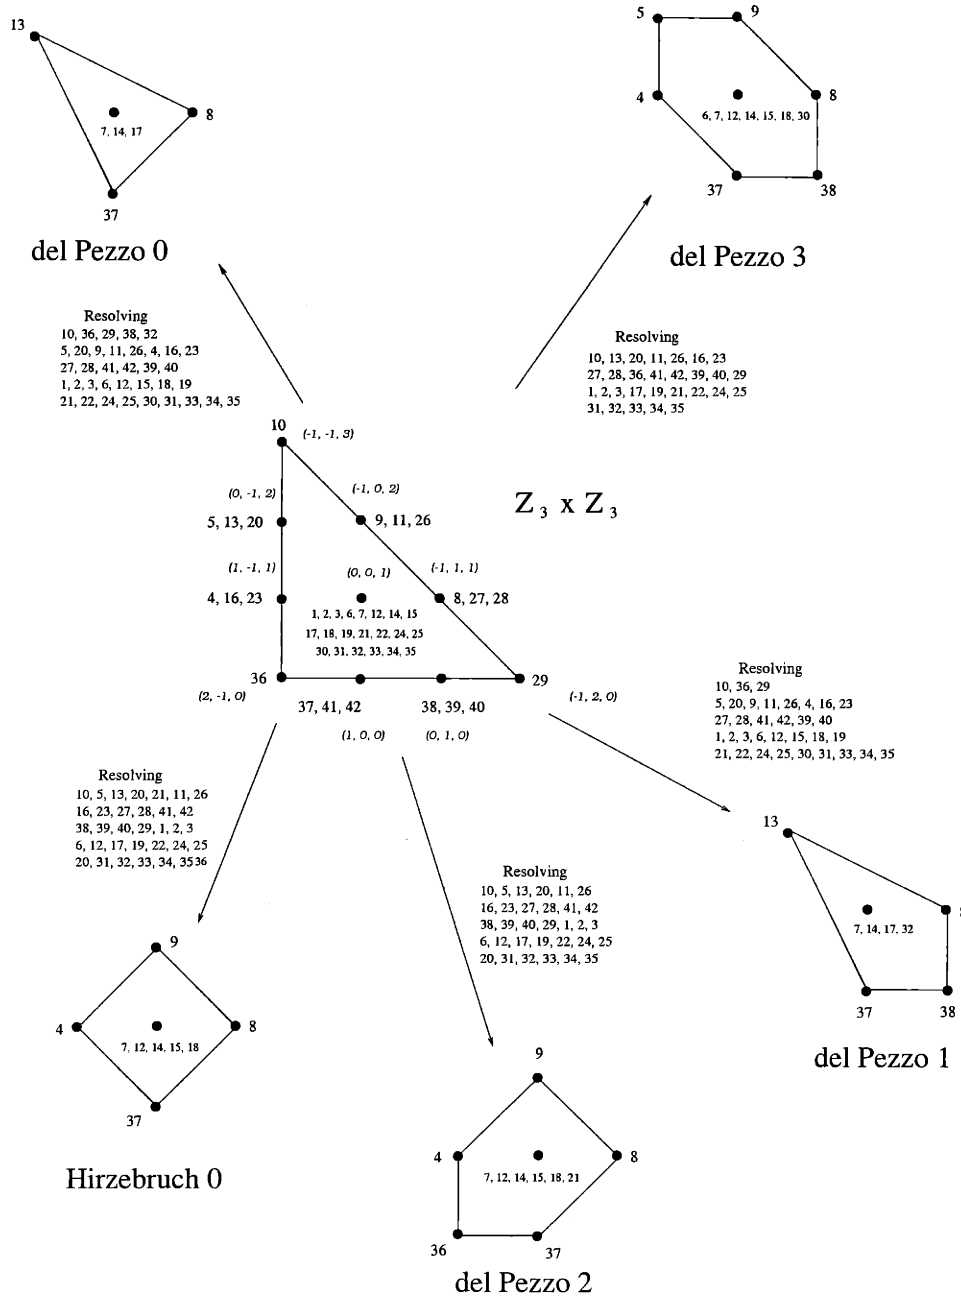 13
8
7, 14, 17
37
del Pezzo 0
5
9
4
8
6, 7, 12, 14, 15, 18, 30
37
38
del Pezzo 3
Resolving
10, 36, 29, 38, 32
5, 20, 9, 11, 26, 4, 16, 23
27, 28, 41, 42, 39, 40
1, 2, 3, 6, 12, 15, 18, 19
21, 22, 24, 25, 30, 31, 33, 34, 35
Resolving
10, 13, 20, 11, 26, 16, 23
27, 28, 36, 41, 42, 39, 40, 29
1, 2, 3, 17, 19, 21, 22, 24, 25
31, 32, 33, 34, 35
10
(-1, -1, 3)
(0, -1, 2)
(-1, 0, 2)
5, 13, 20
9, 11, 26
Z 3 x Z 3
(1, -1, 1)
(0, 0, 1)
(-1, 1, 1)
4, 16, 23
8, 27, 28
1, 2, 3, 6, 7, 12, 14, 15
17, 18, 19, 21, 22, 24, 25
30, 31, 32, 33, 34, 35
36
29
(2, -1, 0)
(-1, 2, 0)
37, 41, 42
38, 39, 40
(1, 0, 0)
(0, 1, 0)
Resolving
10, 36, 29
5, 20, 9, 11, 26, 4, 16, 23
27, 28, 41, 42, 39, 40
1, 2, 3, 6, 12, 15, 18, 19
21, 22, 24, 25, 30, 31, 33, 34, 35
Resolving
10, 5, 13, 20, 21, 11, 26
16, 23, 27, 28, 41, 42
38, 39, 40, 29, 1, 2, 3
6, 12, 17, 19, 22, 24, 25
20, 31, 32, 33, 34, 35 36
Resolving
10, 5, 13, 20, 11, 26
16, 23, 27, 28, 41, 42
38, 39, 40, 29, 1, 2, 3
6, 12, 17, 19, 22, 24, 25
20, 31, 32, 33, 34, 35
13
7, 14, 17, 32
37
38
del Pezzo 1
9
4
8
7, 12, 14, 15, 18
37
Hirzebruch 0
9
4
8
7, 12, 14, 15, 18, 21
36
37
del Pezzo 2